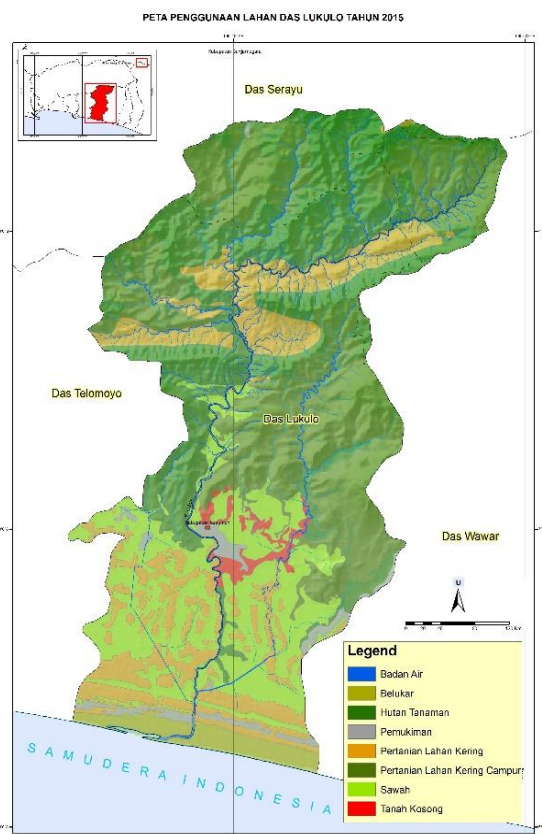 PETA PENGGUNAAN LAHAN DAS LUKULO TAHUN 2015
Das Serayu
Das Telomoyo
Das Lukulo
Das Wawar
U
SAMUDERA INDONESIA
Legend
Badan Air
Belukar
Hutan Tanaman
Pemukiman
Pertanian Lahan Kering
Pertanian Lahan Kering Campur
Sawah
Tanah Kosong